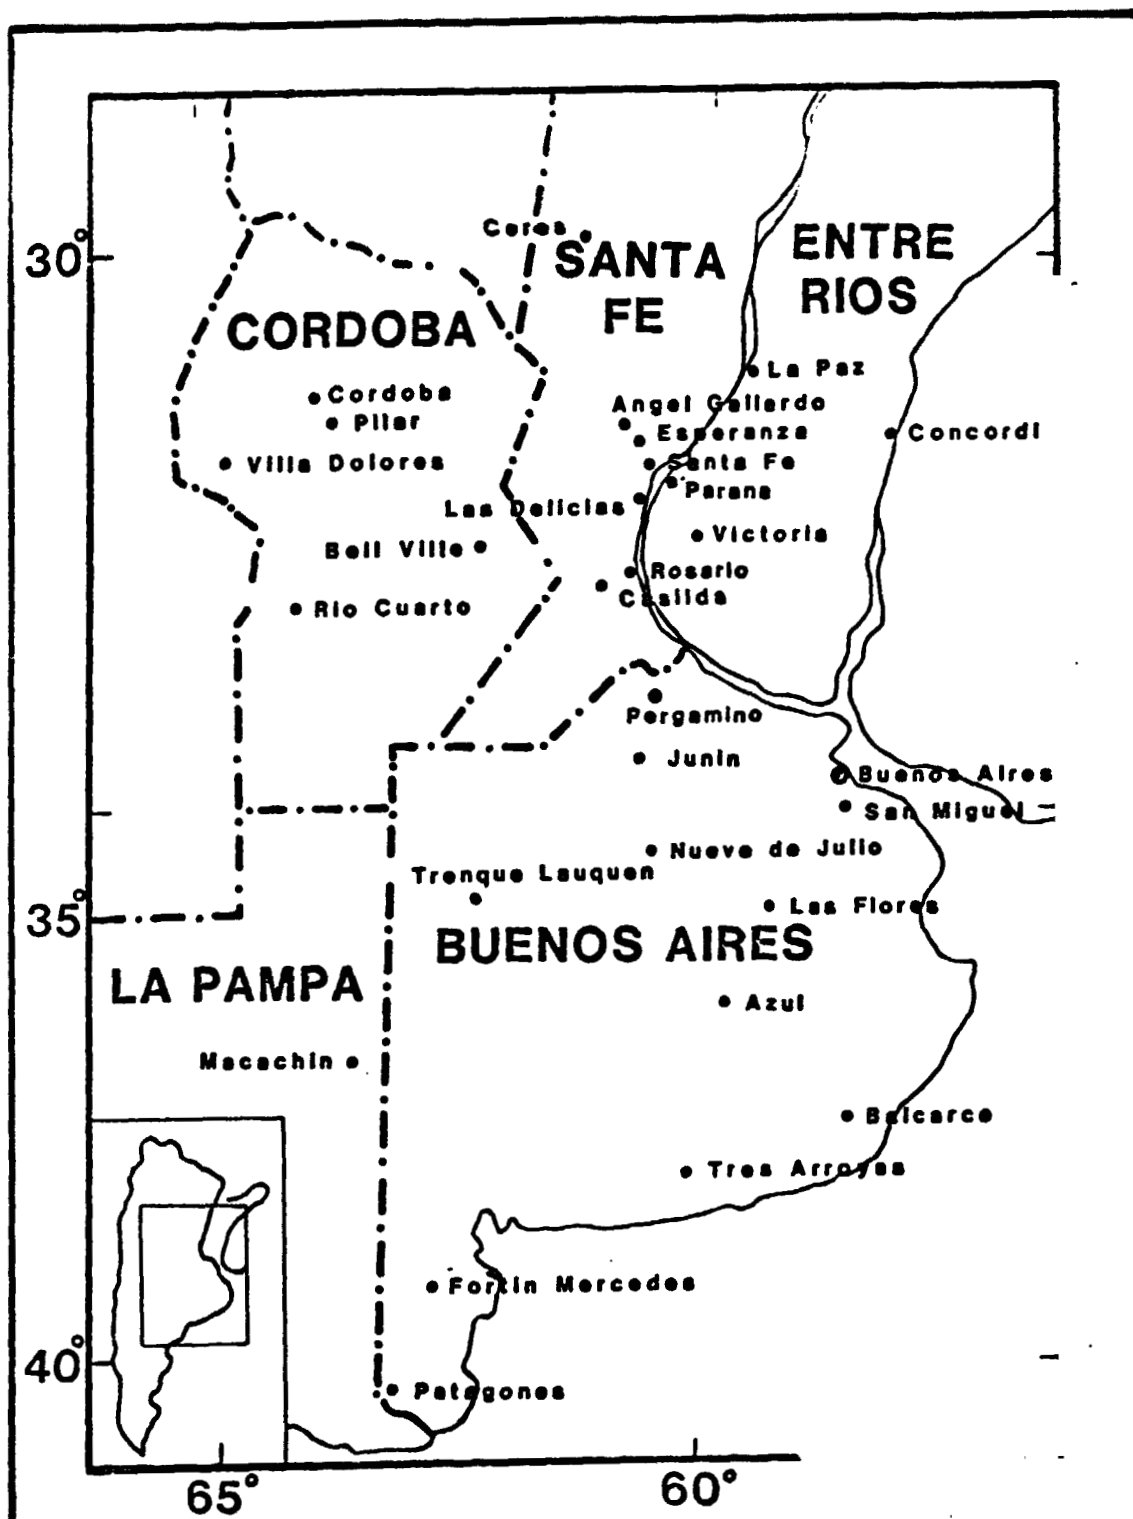 30°
35°
40°
65°
60°
Ceres
SANTA
FE
ENTRE
RIOS
CORDOBA
La Paz
Cordoba
Pilar
Angel Gallardo
Esperanza
Concordi
Villa Dolores
Santa Fe
Parana
Las Delicias
Victoria
Bell Ville
Rosario
Casilda
Rio Cuarto
Pergamino
Junin
Buenos Aires
San Miguel
Nueve de Julio
Trenque Lauquen
Las Flores
BUENOS AIRES
LA PAMPA
Azul
Macachin
Balcarce
Tres Arroyas
Fortin Mercedes
Patagones